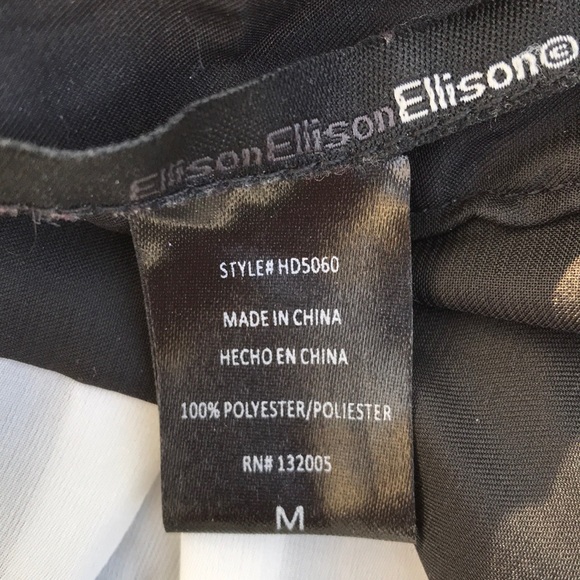 EllisonEllisonEllison©
STYLE# HD5060
MADE IN CHINA
HECHO EN CHINA
100% POLYESTER/POLIESTER
RN# 132005
M